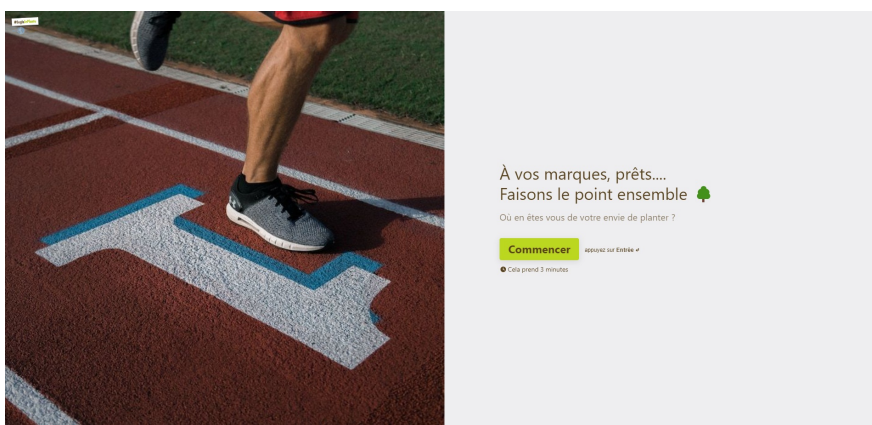 À vos marques, prêts....
Faisons le point ensemble 🌳
Où en êtes vous de votre envie de planter ?
Commencer
appuyez sur Entrée ↵
Cela prend 3 minutes
1